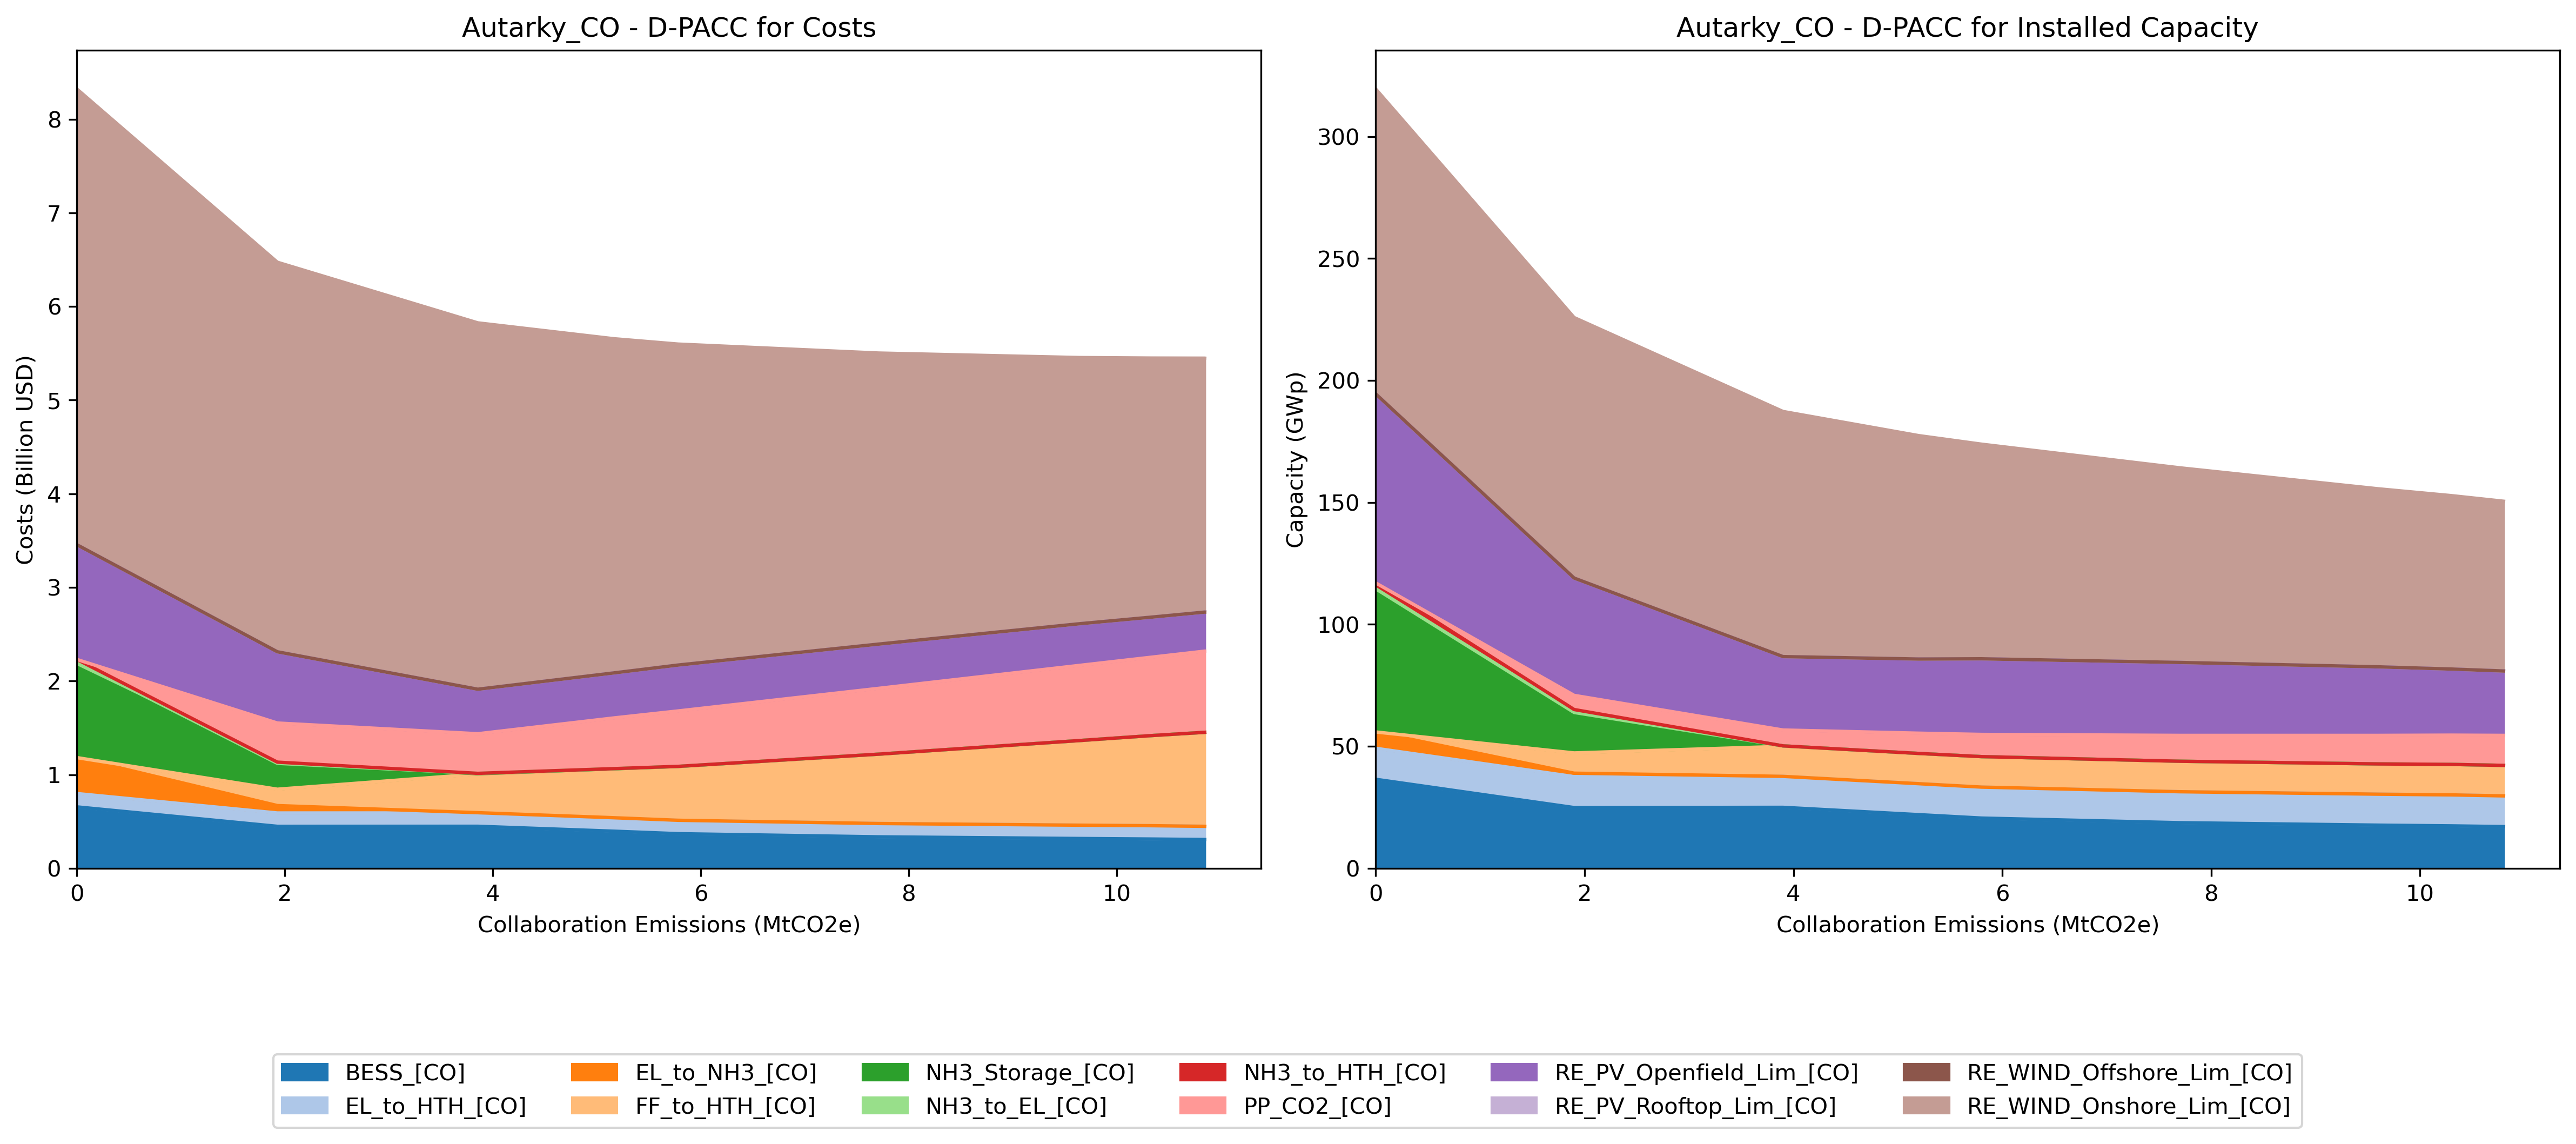 Autarky_CO - D-PACC for Costs
Costs (Billion USD)
8
7
6
5
4
3
2
1
0
0 2 4 6 8 10
Collaboration Emissions (MtCO2e)
Autarky_CO - D-PACC for Installed Capacity
Capacity (GWp)
300
250
200
150
100
50
0
0 2 4 6 8 10
Collaboration Emissions (MtCO2e)
BESS_[CO] EL_to_NH3_[CO] NH3_Storage_[CO] NH3_to_HTH_[CO] RE_PV_Openfield_Lim_[CO] RE_WIND_Offshore_Lim_[CO]
EL_to_HTH_[CO] FF_to_HTH_[CO] NH3_to_EL_[CO] PP_CO2_[CO] RE_PV_Rooftop_Lim_[CO] RE_WIND_Onshore_Lim_[CO]